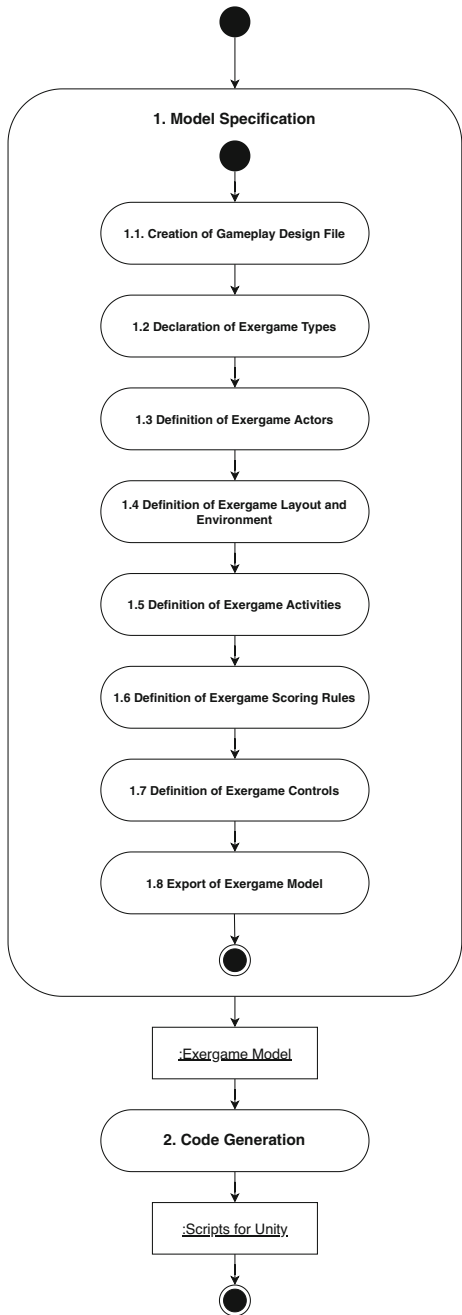 1. Model Specification
1.1. Creation of Gameplay Design File
1.2 Declaration of Exergame Types
1.3 Definition of Exergame Actors
1.4 Definition of Exergame Layout and
Environment
1.5 Definition of Exergame Activities
1.6 Definition of Exergame Scoring Rules
1.7 Definition of Exergame Controls
1.8 Export of Exergame Model
:Exergame Model
2. Code Generation
:Scripts for Unity